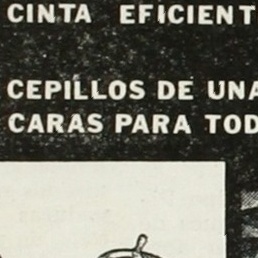 CINTA EFICIENT
CEPILLOS DE UNA
CARAS PARA TOD